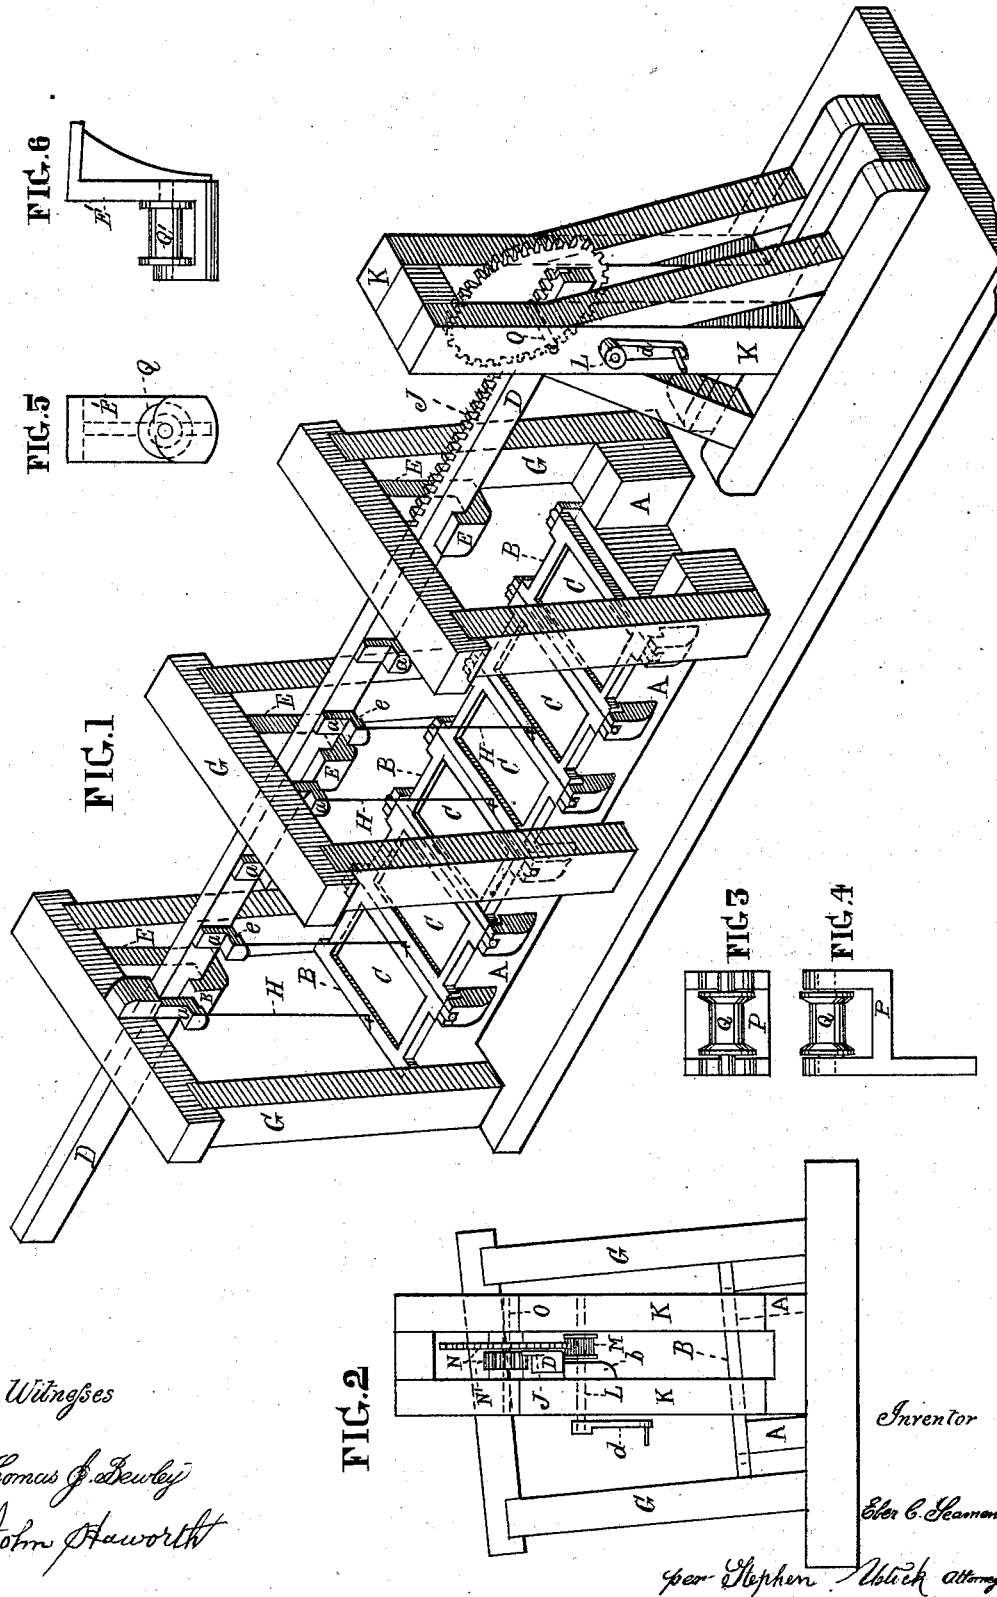 FIG. 1
D
G
G
G
G
E
E
E
E
E
E
a
a
a
a
a
a
e
e
H
H
H
B
B
B
C
C
C
C
C
C
A
A
A
J
D
K
K
L
d
O
FIG. 2
G
G
N
N'
J
D
O
M
b
L
K
K
B
A
A
d
FIG 3
Q
P
FIG. 4
Q
P
FIG. 5
E'
Q
FIG. 6
E'
Q'
Witnesses
Thomas J. Bewley
John Haworth
Inventor
Eber C. Seaman
per Stephen Ustick Attorney